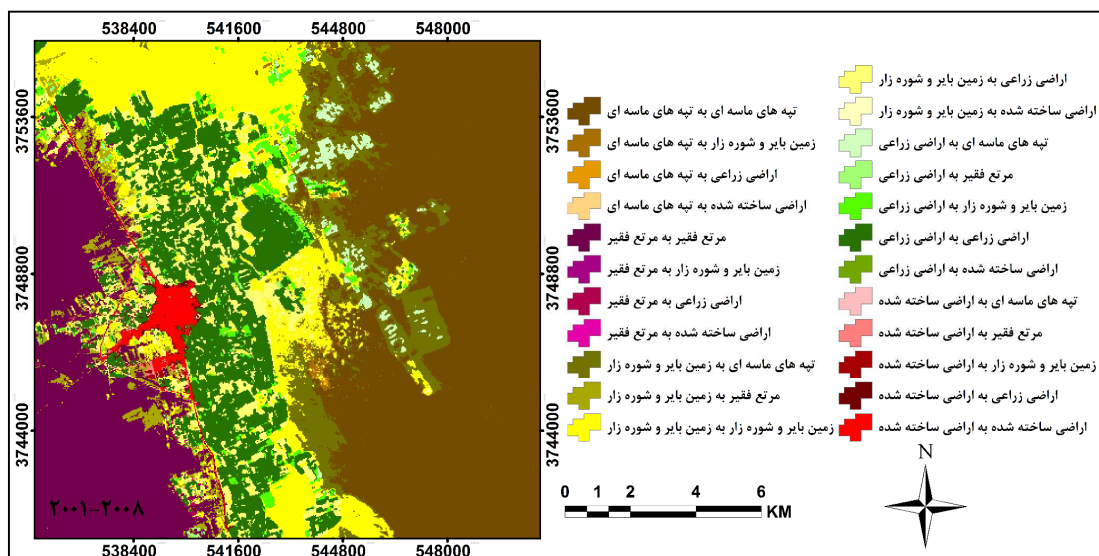 538400 541600 544800 548000
3753600
3748800
3744000
۲۰۰۱-۲۰۰۸
538400 541600 544800 548000
3753600
3748800
3744000
تپه های ماسه ای به تپه های ماسه ای
زمین بایر و شوره زار به تپه های ماسه ای
اراضی زراعی به تپه های ماسه ای
اراضی ساخته شده به تپه های ماسه ای
مرتع فقیر به مرتع فقیر
زمین بایر و شوره زار به مرتع فقیر
اراضی زراعی به مرتع فقیر
اراضی ساخته شده به مرتع فقیر
تپه های ماسه ای به زمین بایر و شوره زار
مرتع فقیر به زمین بایر و شوره زار
زمین بایر و شوره زار به زمین بایر و شوره زار
اراضی زراعی به زمین بایر و شوره زار
اراضی ساخته شده به زمین بایر و شوره زار
تپه های ماسه ای به اراضی زراعی
مرتع فقیر به اراضی زراعی
زمین بایر و شوره زار به اراضی زراعی
اراضی زراعی به اراضی زراعی
اراضی ساخته شده به اراضی زراعی
تپه های ماسه ای به اراضی ساخته شده
مرتع فقیر به اراضی ساخته شده
زمین بایر و شوره زار به اراضی ساخته شده
اراضی زراعی به اراضی ساخته شده
اراضی ساخته شده به اراضی ساخته شده
0 1 2 4 6
KM
N